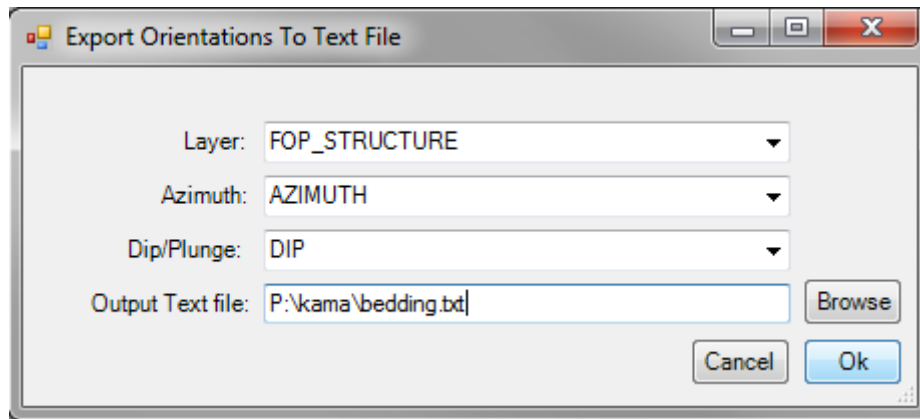 Export Orientations To Text File
Layer: FOP_STRUCTURE
Azimuth: AZIMUTH
Dip/Plunge: DIP
Output Text file: P:\kama\bedding.txt Browse
Cancel Ok